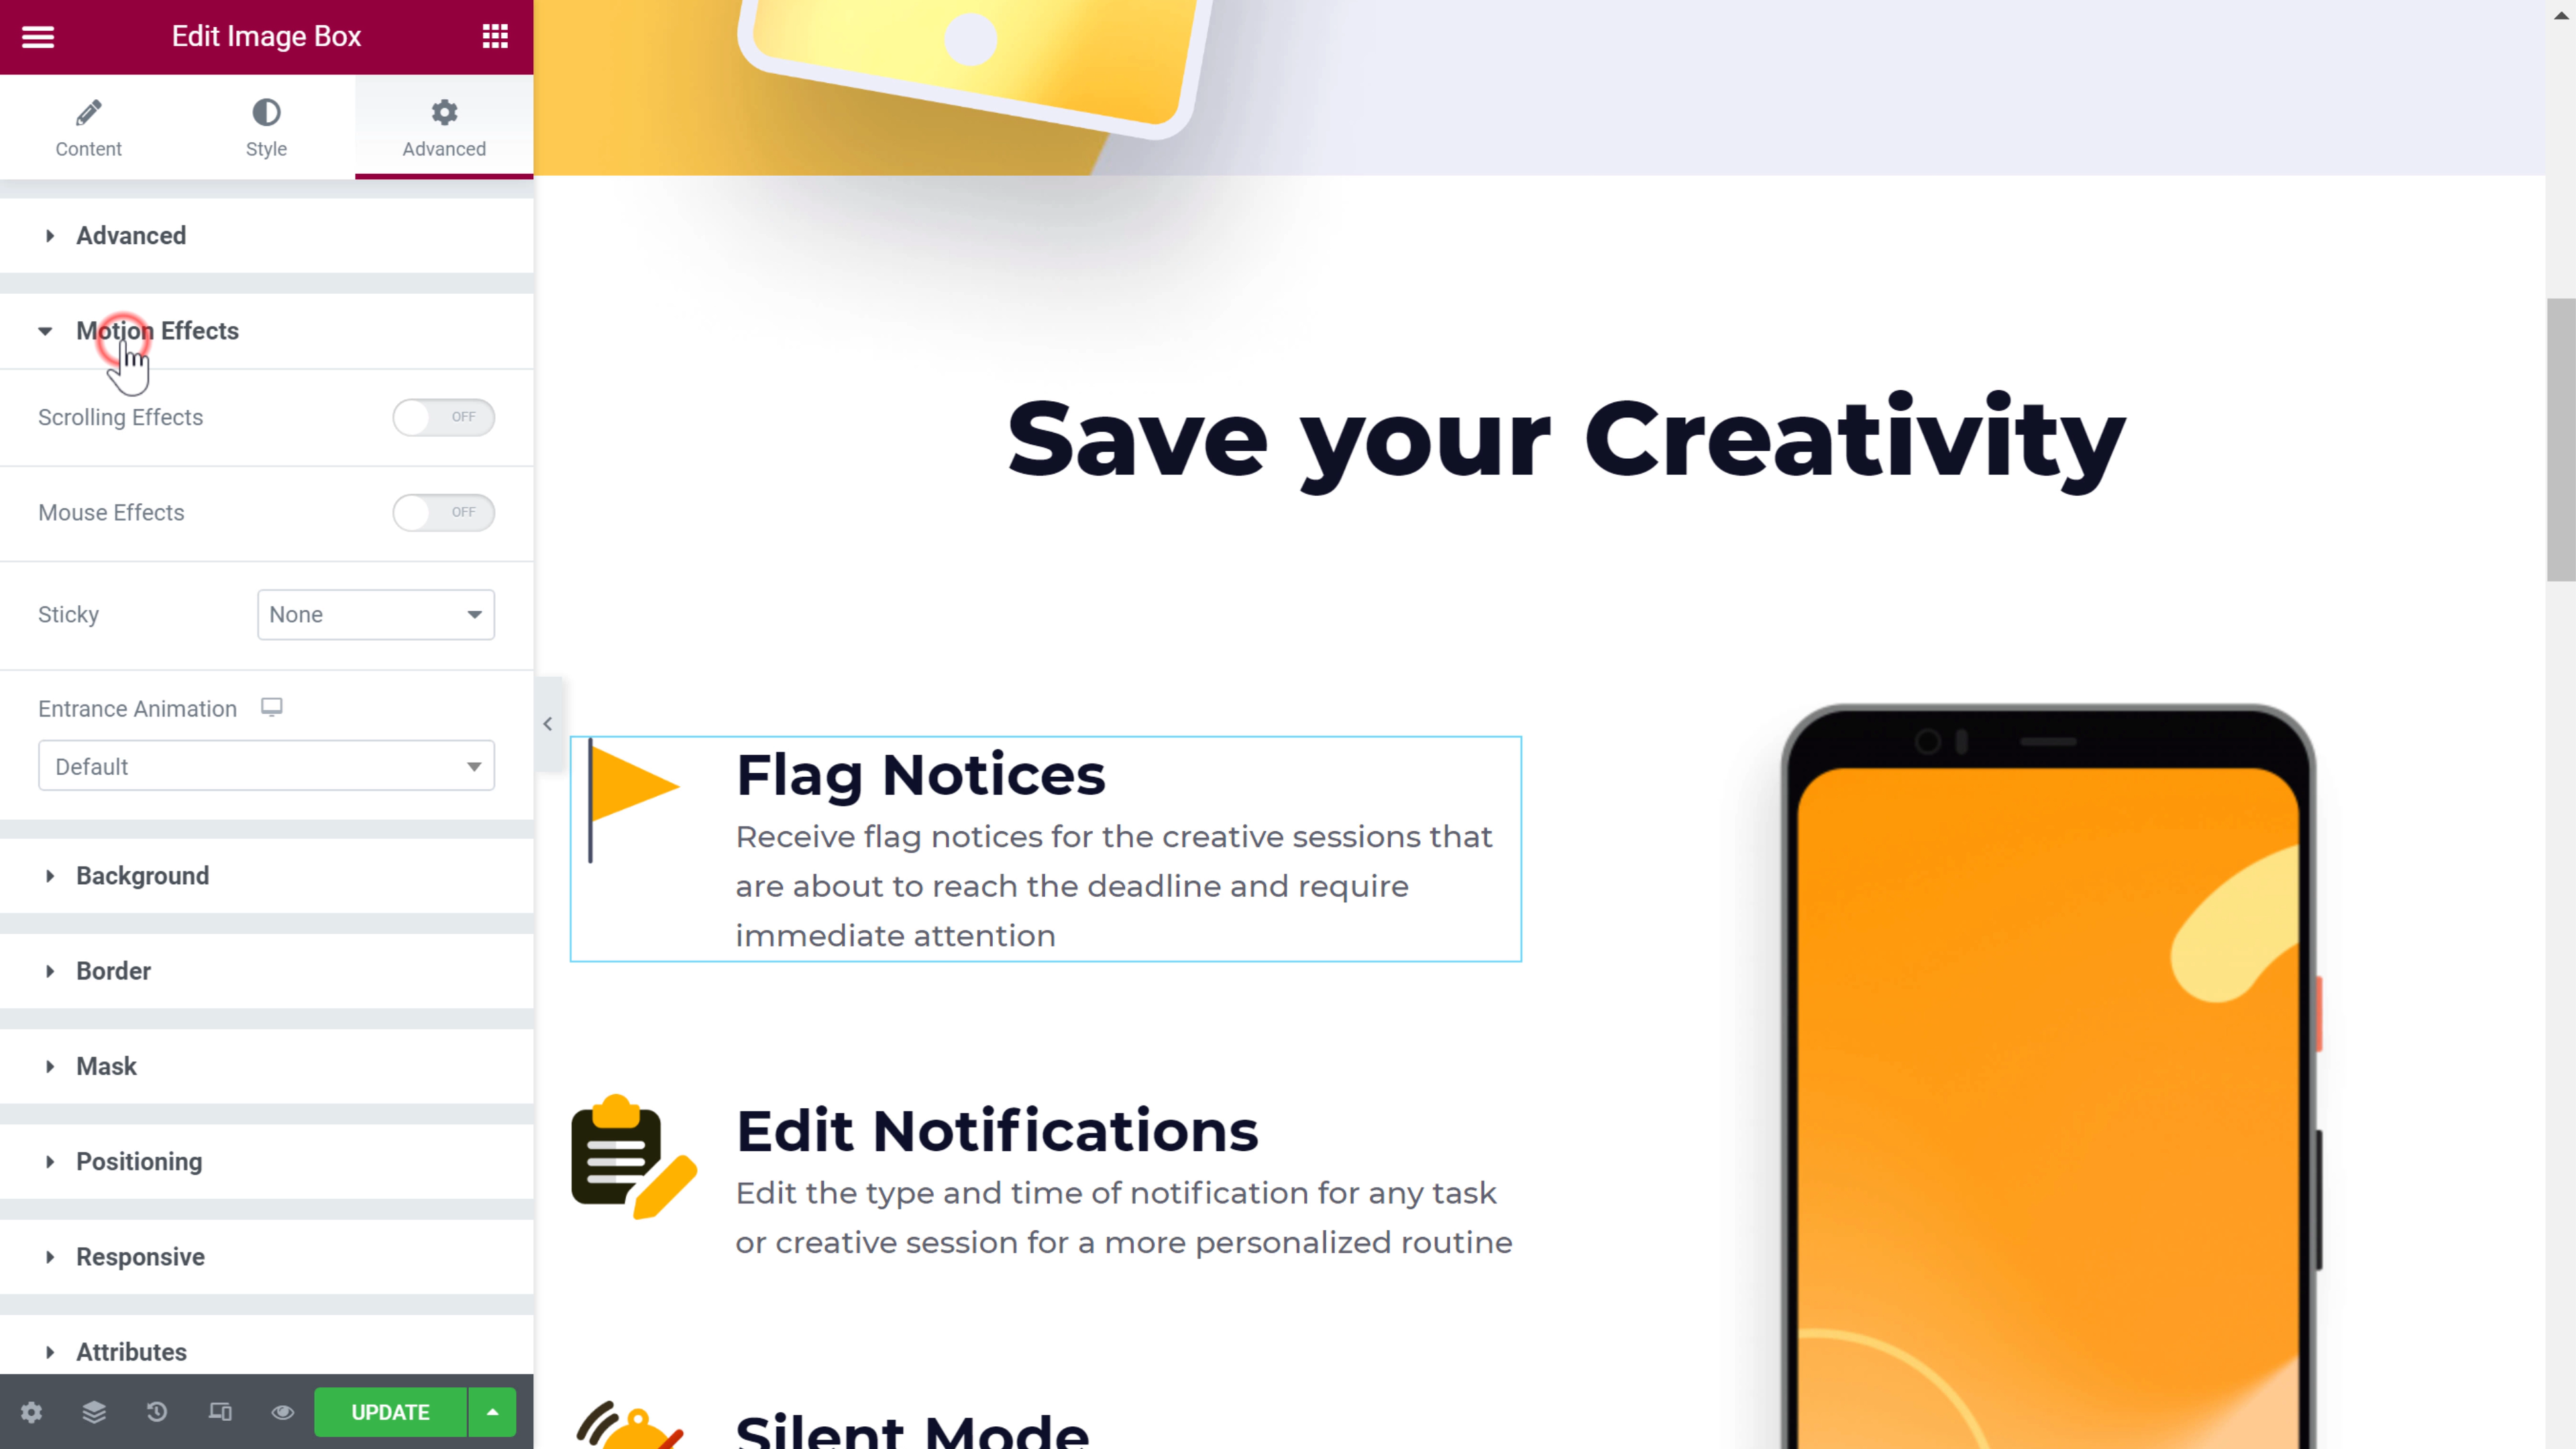 Edit Image Box
Content
Style
Advanced
Advanced
Motion Effects
Scrolling Effects
OFF
Mouse Effects
OFF
Sticky
None
Entrance Animation
Default
Background
Border
Mask
Positioning
Responsive
Attributes
UPDATE
Save your Creativity
Flag Notices
Receive flag notices for the creative sessions that
are about to reach the deadline and require
immediate attention
Edit Notifications
Edit the type and time of notification for any task
or creative session for a more personalized routine
Silent Mode